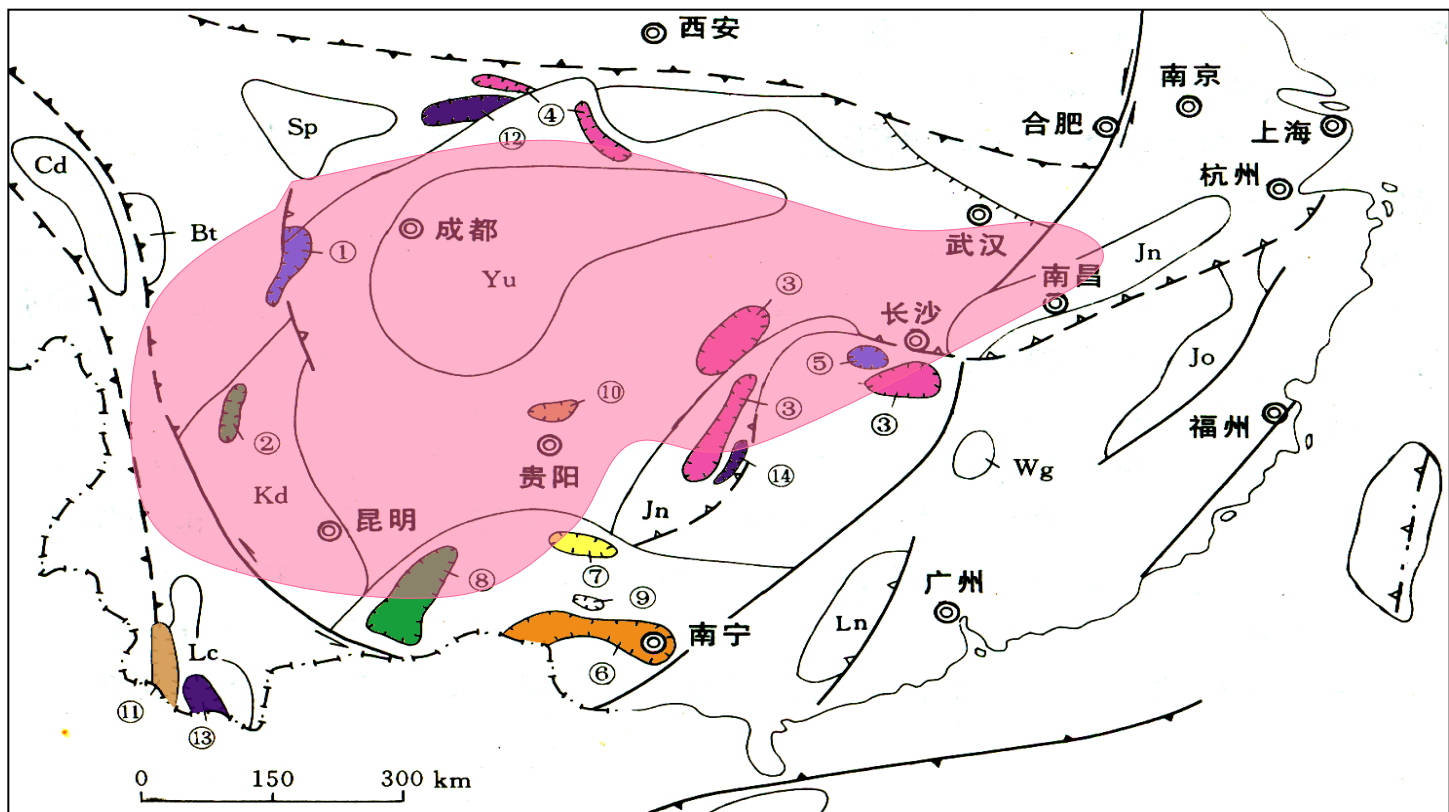 西安
南京
Sp
④
合肥
上海
⑫
Cd
杭州
Bt
成都
武汉
Jn
①
Yu
南昌
③
长沙
⑤
Jo
⑩
③
③
福州
②
贵阳
⑭
Wg
Kd
昆明
Jn
⑧
⑦
⑨
广州
南宁
Ln
Lc
⑥
⑪
⑬
0 150 300 km